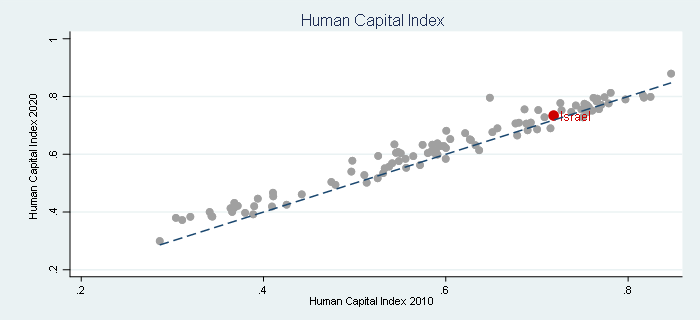 Human Capital Index
Human Capital Index 2020
1
.8
.6
.4
.2
Israel
.2 .4 .6 .8
Human Capital Index 2010